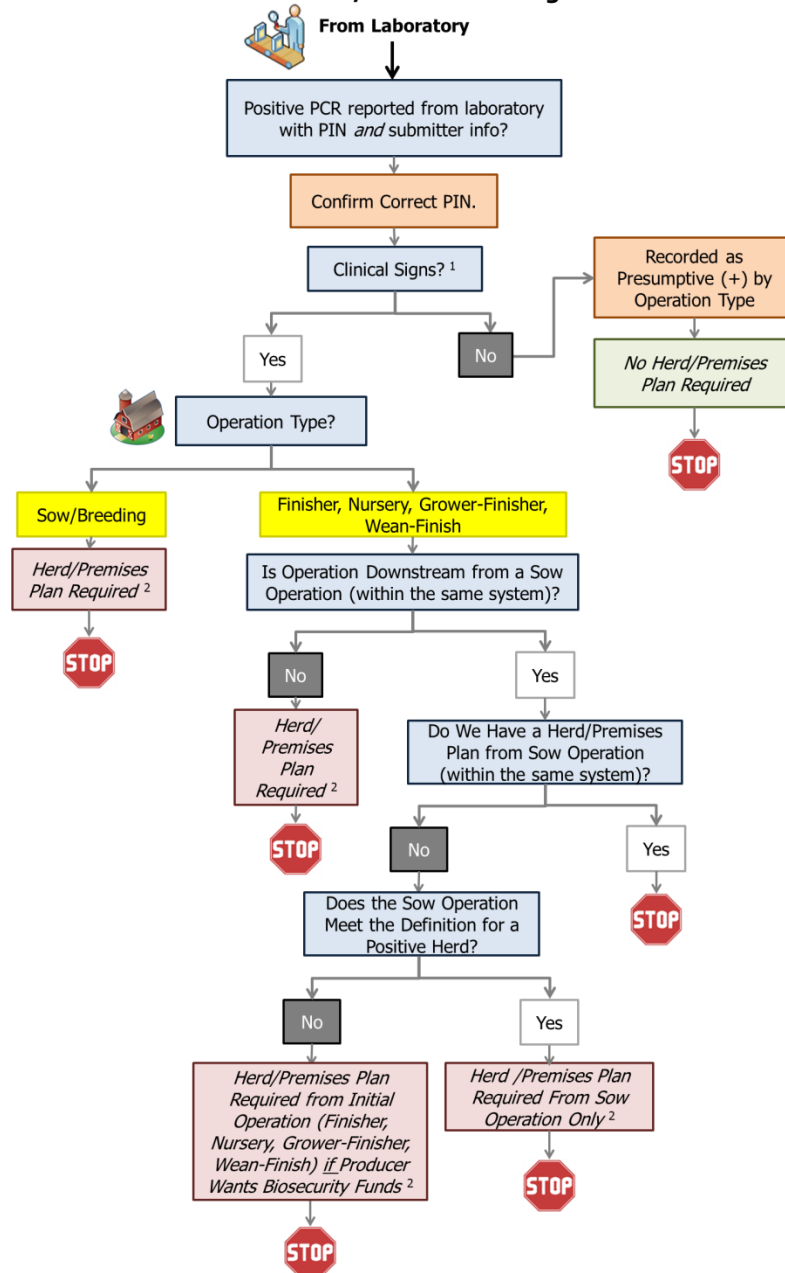 From Laboratory
Positive PCR reported from laboratory
with PIN and submitter info?
Confirm Correct PIN.
Clinical Signs? 1
Recorded as
Presumptive (+) by
Operation Type
Yes
No
No Herd/Premises
Plan Required
STOP
Operation Type?
Sow/Breeding
Finisher, Nursery, Grower-Finisher,
Wean-Finish
Herd/Premises
Plan Required 2
STOP
Is Operation Downstream from a Sow
Operation (within the same system)?
No
Yes
Herd/
Premises
Plan
Required 2
STOP
Do We Have a Herd/Premises
Plan from Sow Operation
(within the same system)?
No
Yes
STOP
Does the Sow Operation
Meet the Definition for a
Positive Herd?
No
Yes
Herd/Premises Plan
Required from Initial
Operation (Finisher,
Nursery, Grower-Finisher,
Wean-Finish) if Producer
Wants Biosecurity Funds 2
STOP
Herd /Premises Plan
Required From Sow
Operation Only 2
STOP